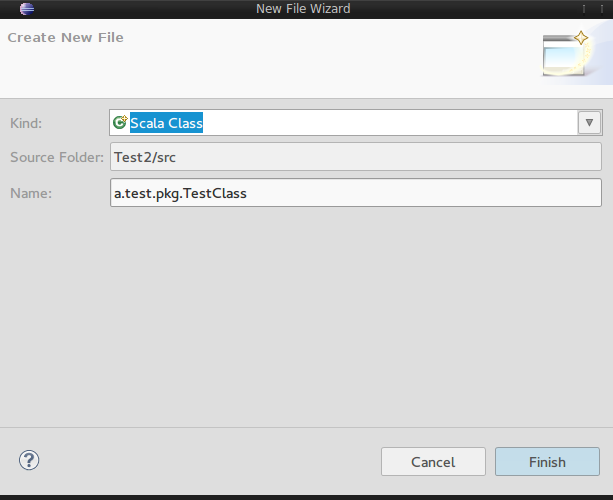 New File Wizard
Create New File
Kind: Scala Class
Source Folder: Test2/src
Name: a.test.pkg.TestClass
? Cancel Finish